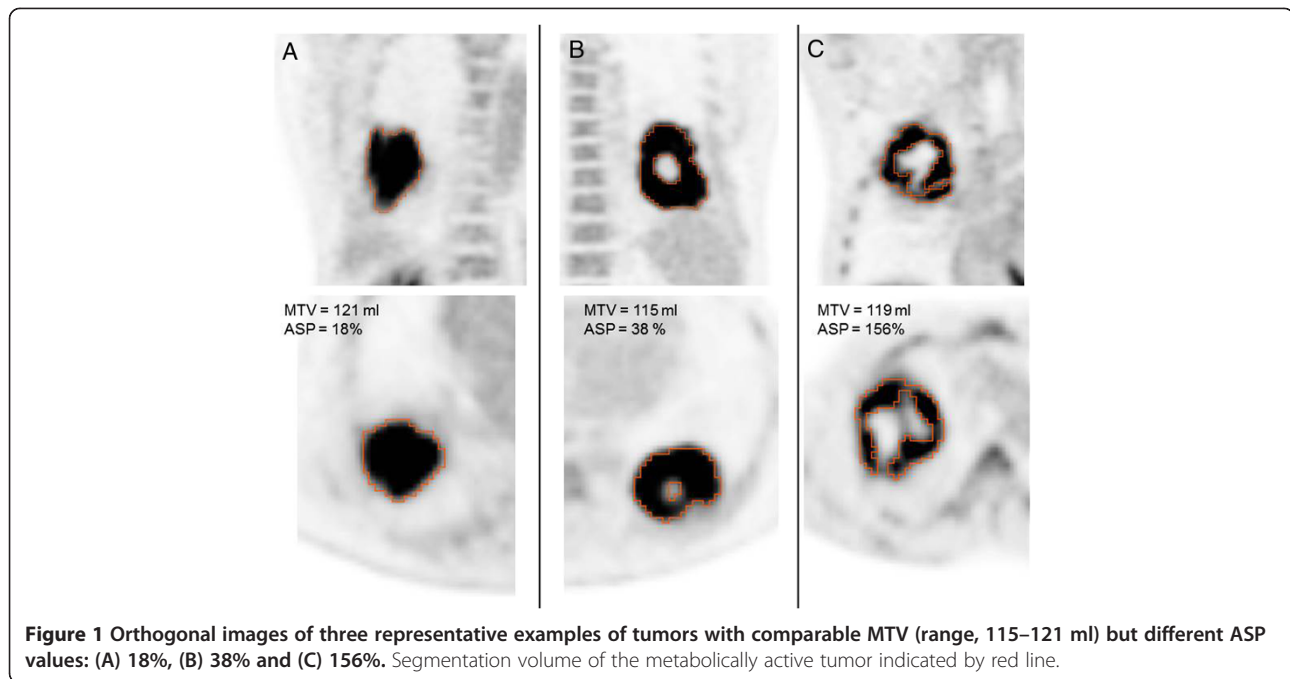 A
B
C
MTV = 121 ml
ASP = 18%
MTV = 115 ml
ASP = 38 %
MTV = 119 ml
ASP = 156%
Figure 1 Orthogonal images of three representative examples of tumors with comparable MTV (range, 115–121 ml) but different ASP
values: (A) 18%, (B) 38% and (C) 156%. Segmentation volume of the metabolically active tumor indicated by red line.